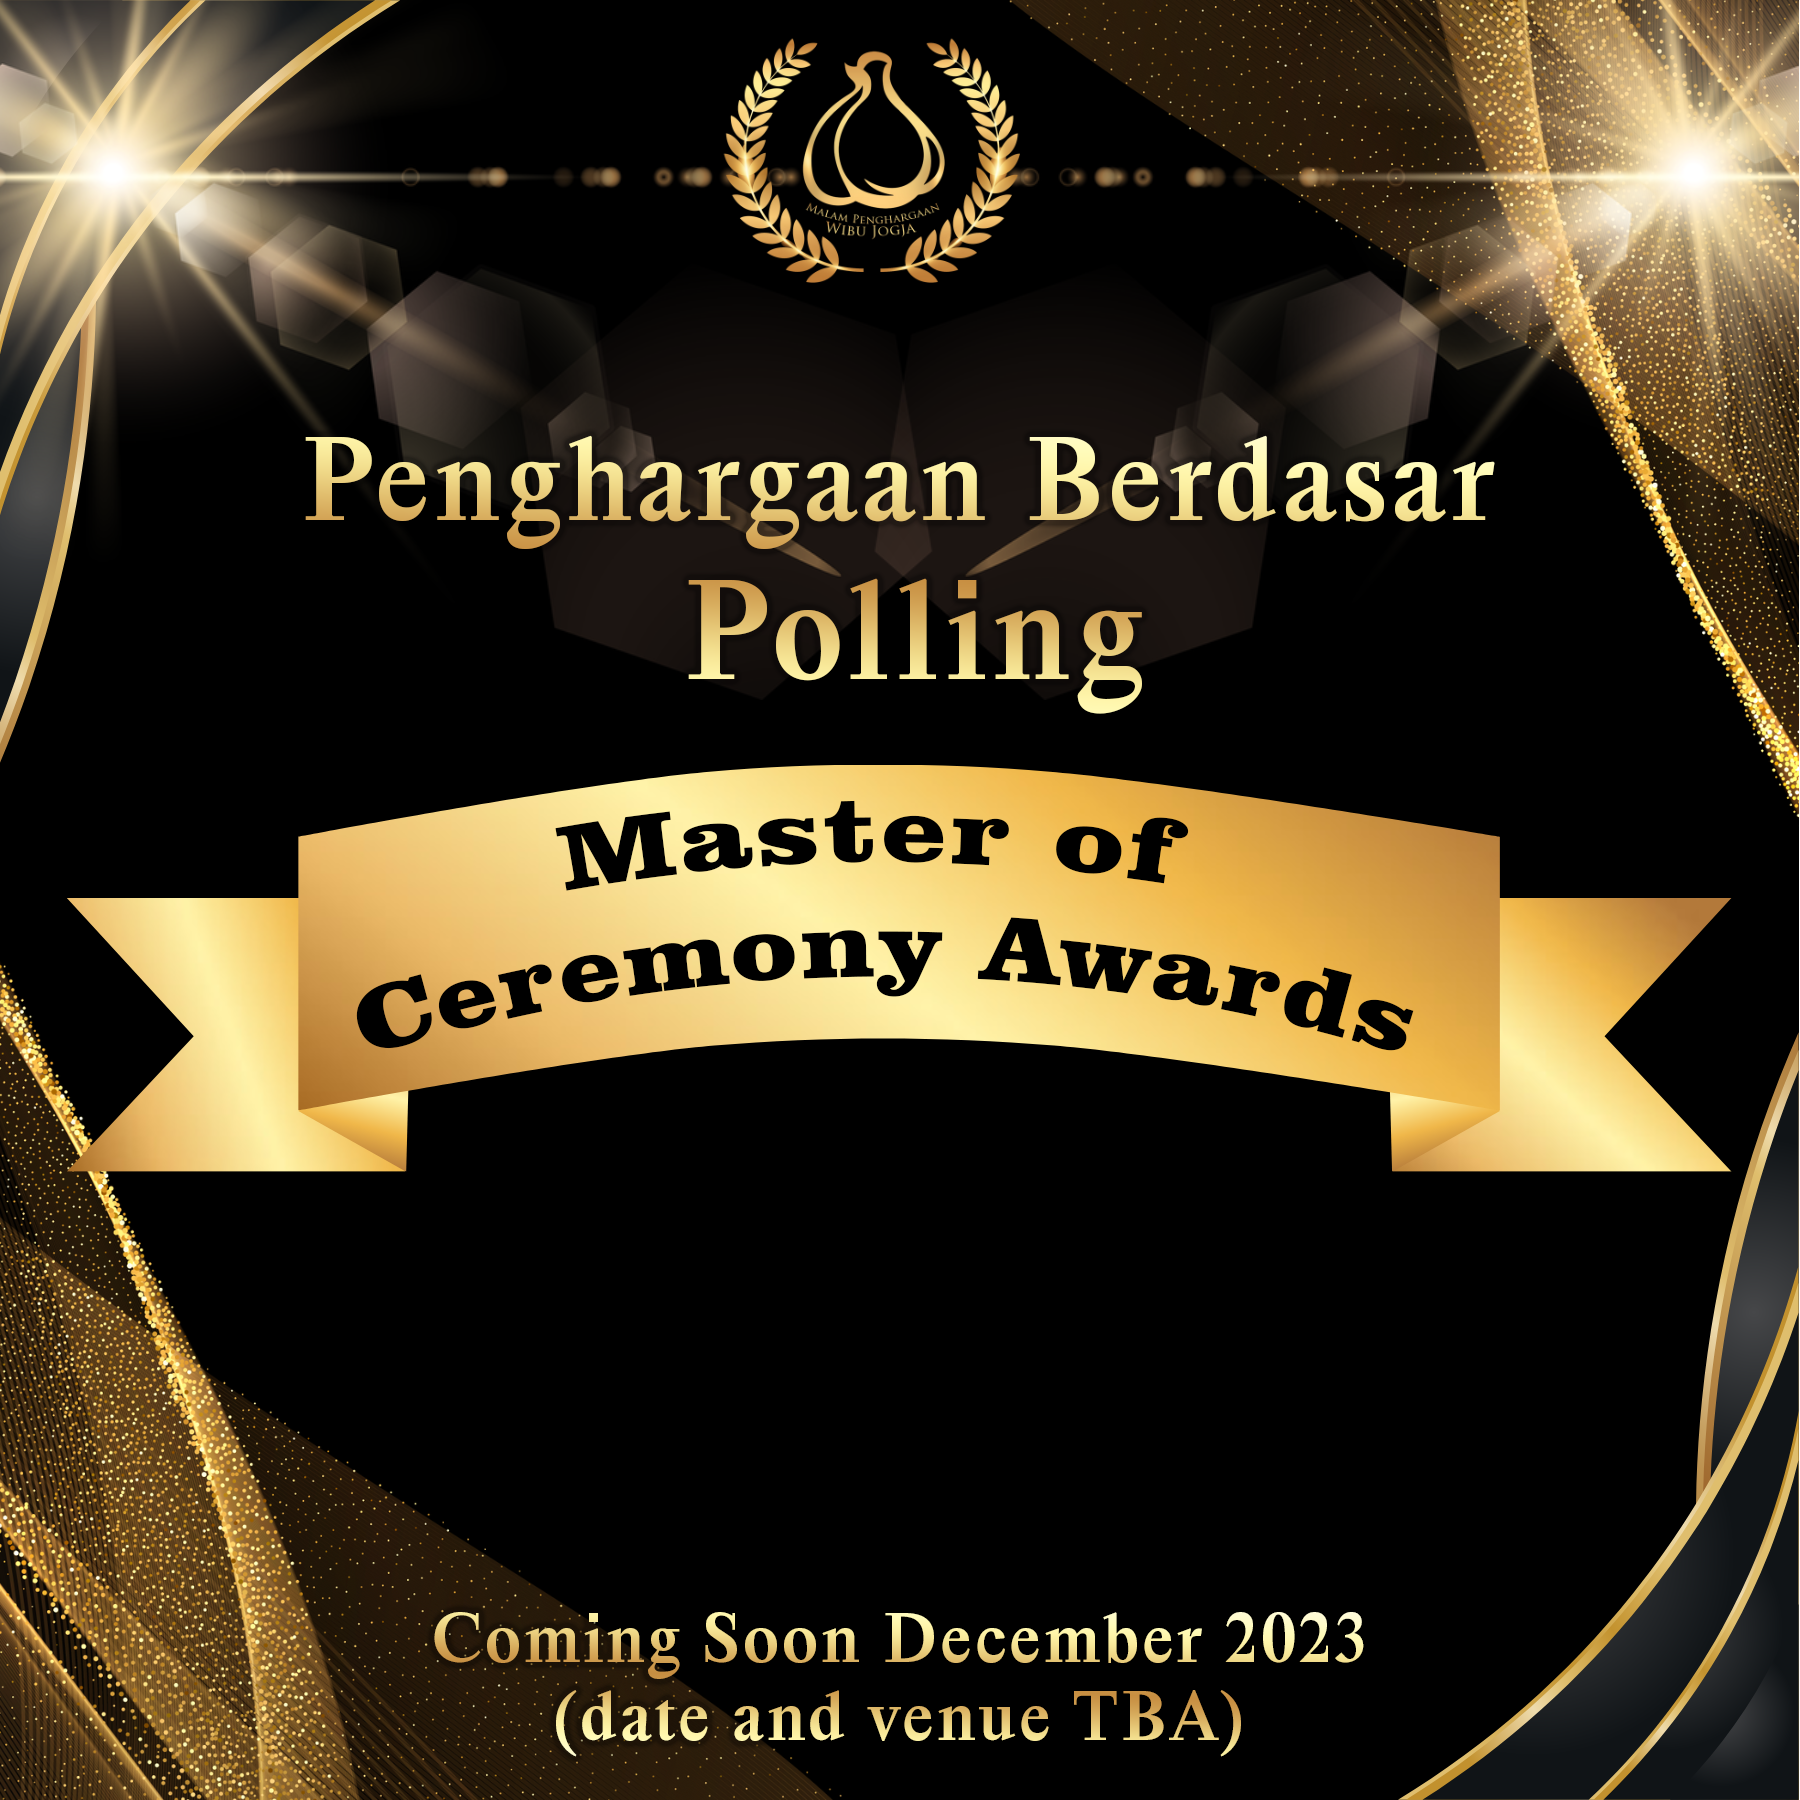 Malam Penghargaan
Wibu Jogja
Penghargaan Berdasar
Polling
Master of
Ceremony Awards
Coming Soon December 2023
(date and venue TBA)